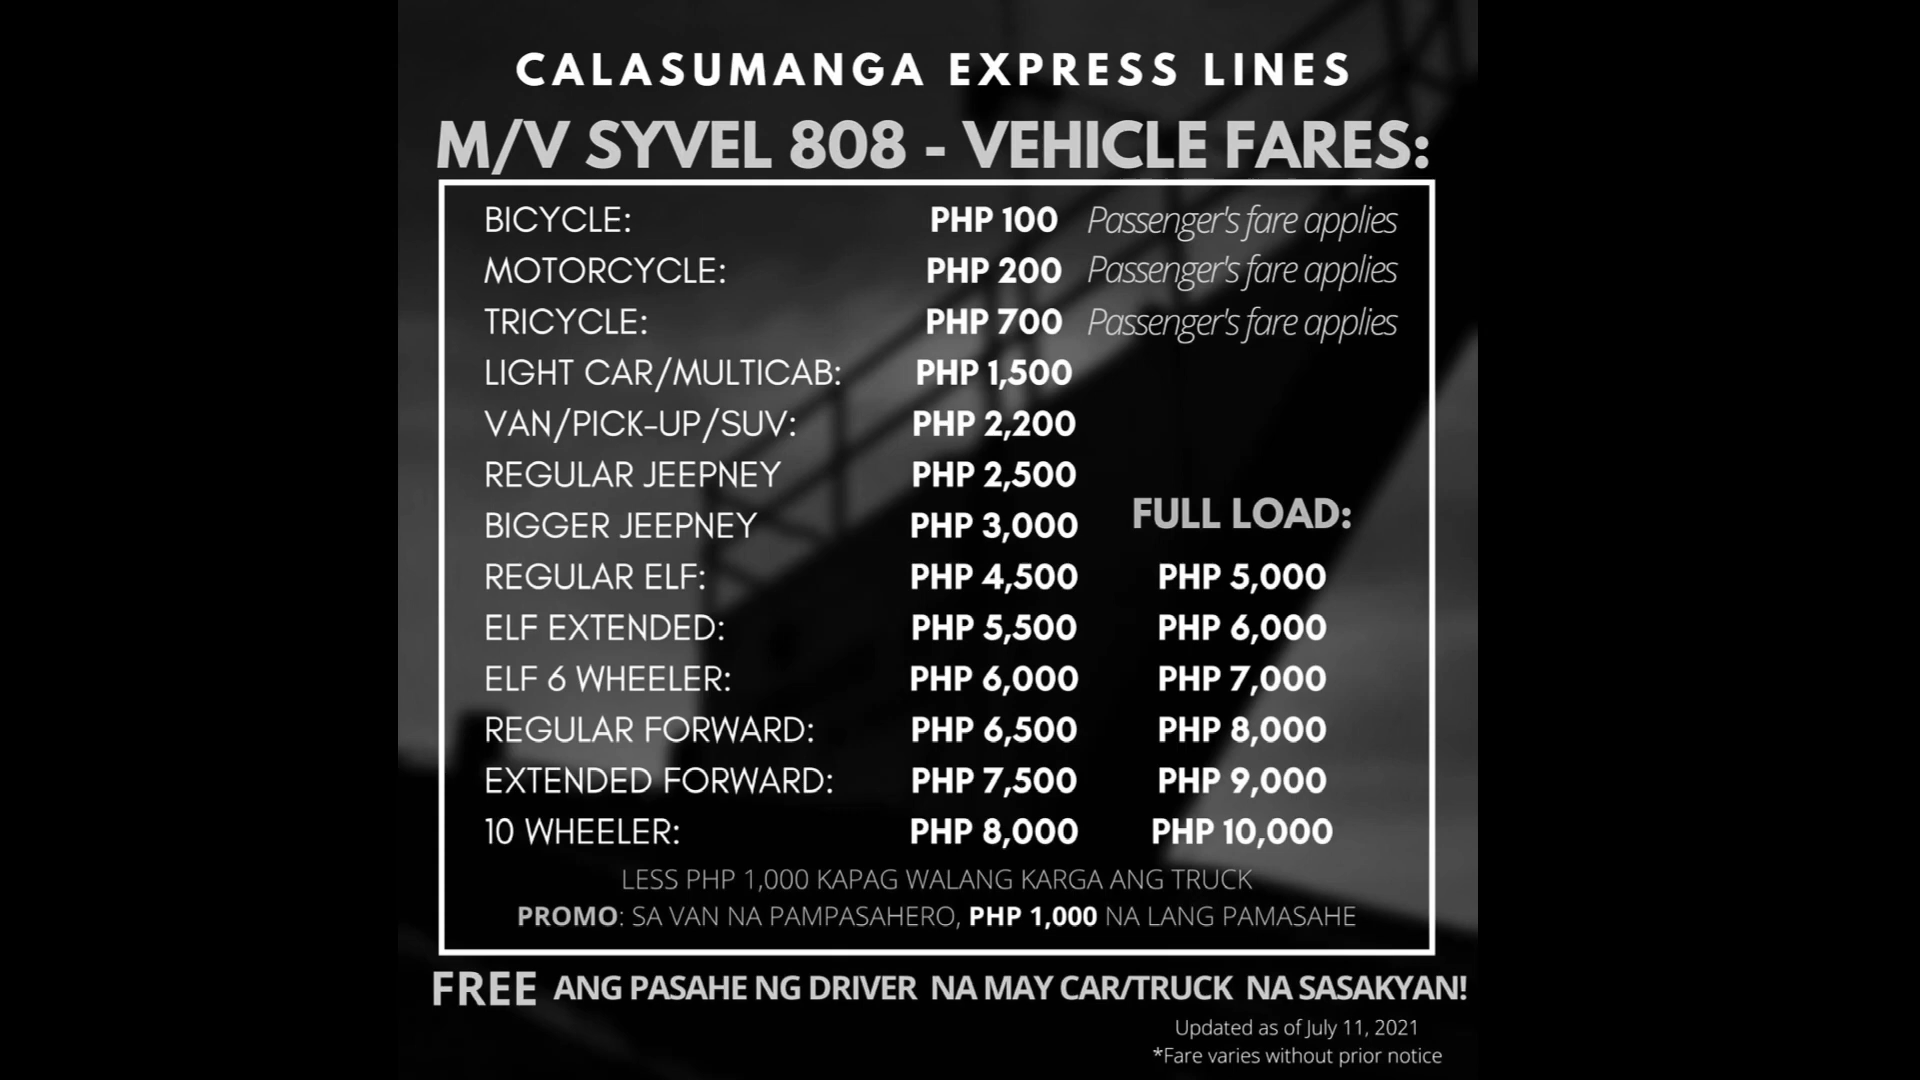 CALASUMANGA EXPRESS LINES
M/V SYVEL 808 - VEHICLE FARES:
BICYCLE: PHP 100 Passenger's fare applies
MOTORCYCLE: PHP 200 Passenger's fare applies
TRICYCLE: PHP 700 Passenger's fare applies
LIGHT CAR/MULTICAB: PHP 1,500
VAN/PICK-UP/SUV: PHP 2,200
REGULAR JEEPNEY PHP 2,500
FULL LOAD:
BIGGER JEEPNEY PHP 3,000
REGULAR ELF: PHP 4,500 PHP 5,000
ELF EXTENDED: PHP 5,500 PHP 6,000
ELF 6 WHEELER: PHP 6,000 PHP 7,000
REGULAR FORWARD: PHP 6,500 PHP 8,000
EXTENDED FORWARD: PHP 7,500 PHP 9,000
10 WHEELER: PHP 8,000 PHP 10,000
LESS PHP 1,000 KAPAG WALANG KARGA ANG TRUCK
PROMO: SA VAN NA PAMPASAHERO, PHP 1,000 NA LANG PAMASAHE
FREE ANG PASAHE NG DRIVER NA MAY CAR/TRUCK NA SASAKYAN!
Updated as of July 11, 2021
*Fare varies without prior notice